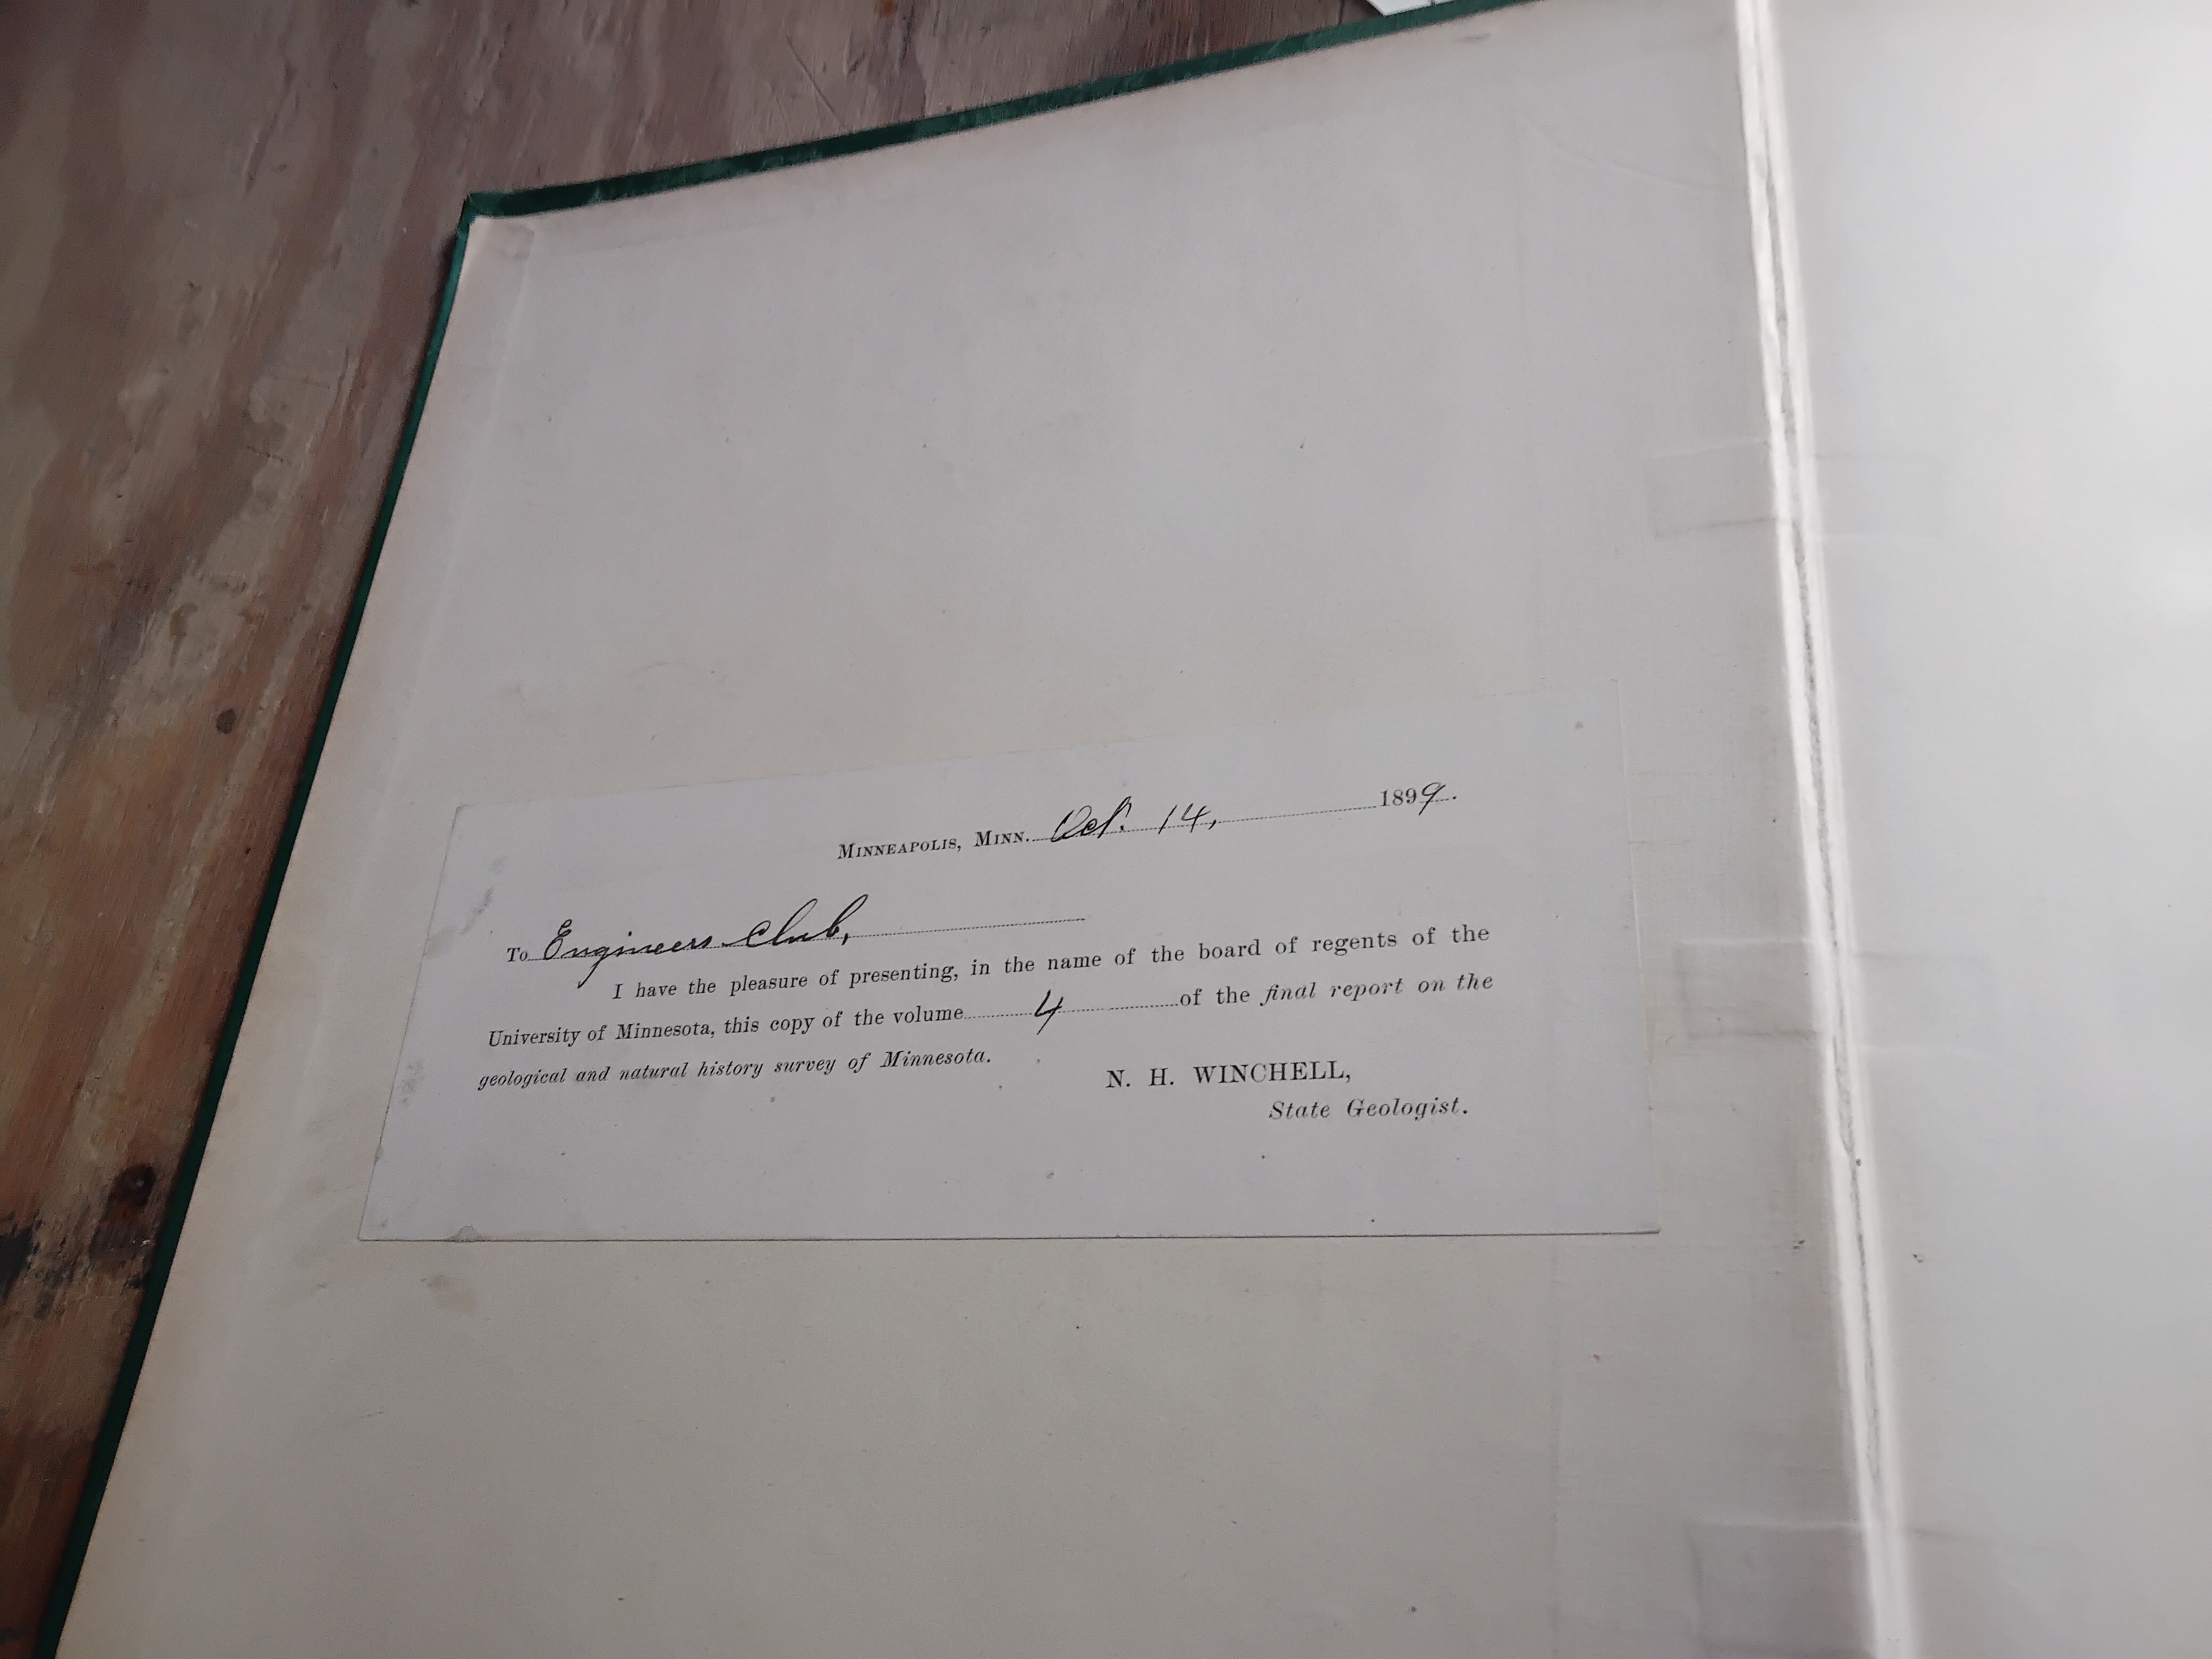 MINNEAPOLIS, MINN. Oct. 14, 1899.
To Engineers Club,
I have the pleasure of presenting, in the name of the board of regents of the
University of Minnesota, this copy of the volume 4 of the final report on the
geological and natural history survey of Minnesota.
N. H. WINCHELL,
State Geologist.